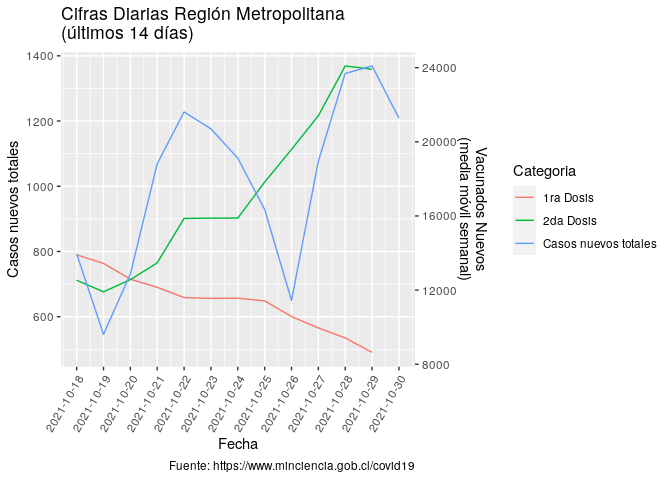 Cifras Diarias Región Metropolitana
(últimos 14 días)
1400
1200
1000
800
600
Casos nuevos totales
24000
20000
16000
12000
8000
Vacunados Nuevos
(media móvil semanal)
2021-10-18
2021-10-19
2021-10-20
2021-10-21
2021-10-22
2021-10-23
2021-10-24
2021-10-25
2021-10-26
2021-10-27
2021-10-28
2021-10-29
2021-10-30
Fecha
Categoria
1ra Dosis
2da Dosis
Casos nuevos totales
Fuente: https://www.minciencia.gob.cl/covid19